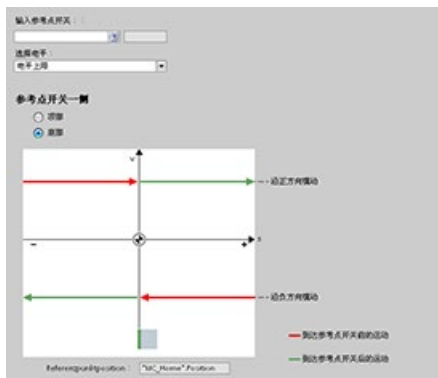 输入参考点开关：
选择电平：
电平上限
参考点开关一侧
顶部
底部
v
沿正方向慢动
-
+
x
沿负方向慢动
到达参考点开关前的运动
到达参考点开关后的运动
Referenzpunktposition： "MC_Home".Position